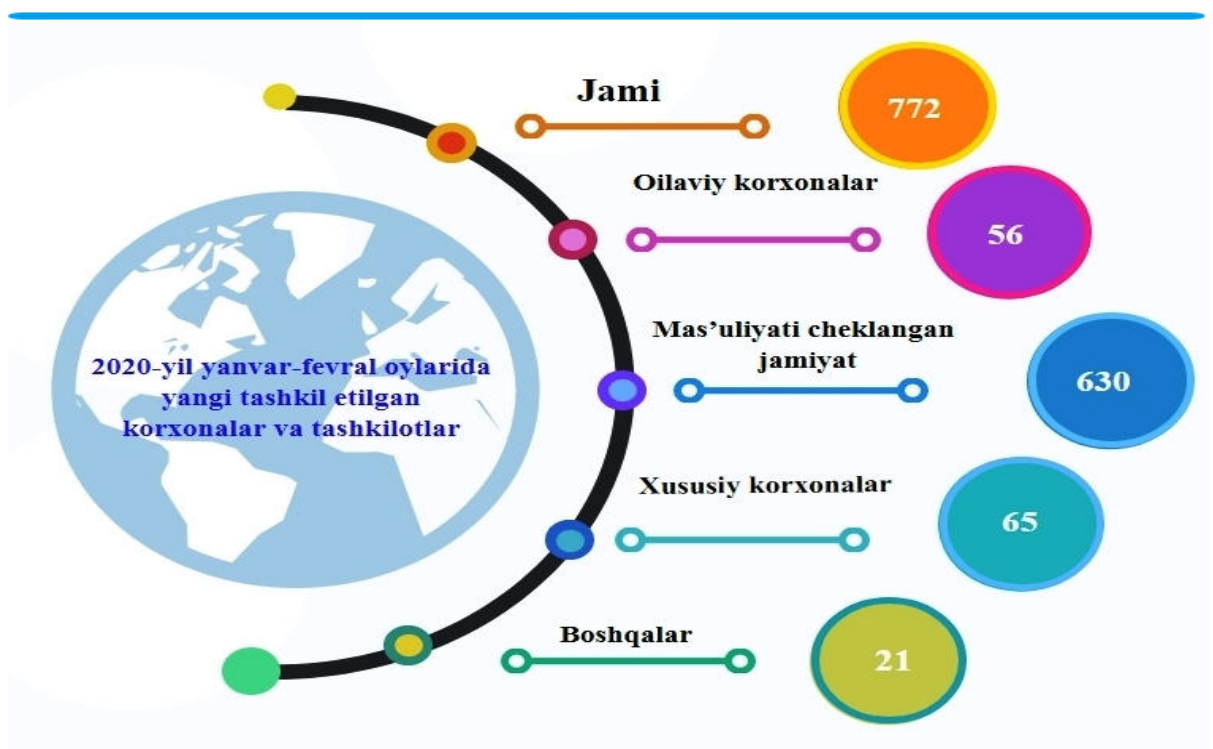 Jami
772
Oilaviy korxonalar
56
2020-yil yanvar-fevral oylarida
yangi tashkil etilgan
korxonalar va tashkilotlar
Mas’uliyati cheklangan
jamiyat
630
Xususiy korxonalar
65
Boshqalar
21